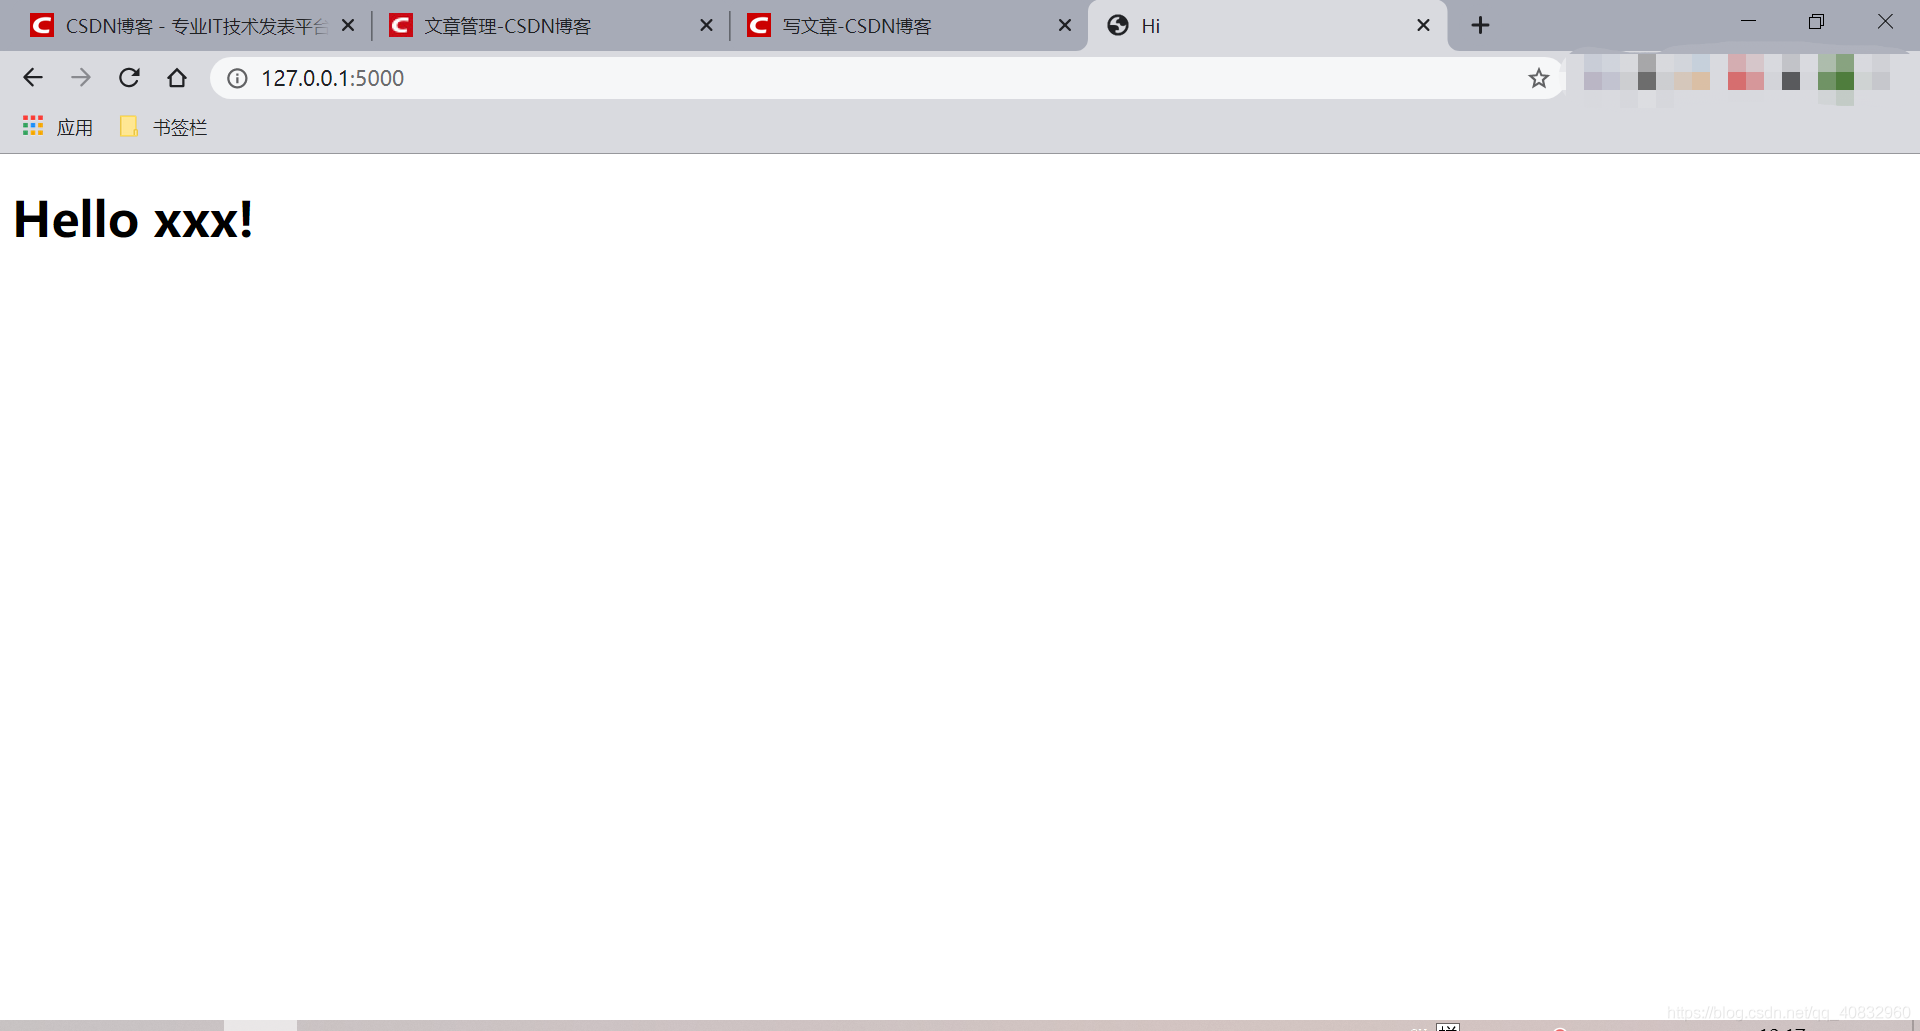 CSDN博客 - 专业IT技术发表平台
文章管理-CSDN博客
写文章-CSDN博客
Hi
127.0.0.1:5000
应用
书签栏
Hello xxx!
https://blog.csdn.net/qq_40832960